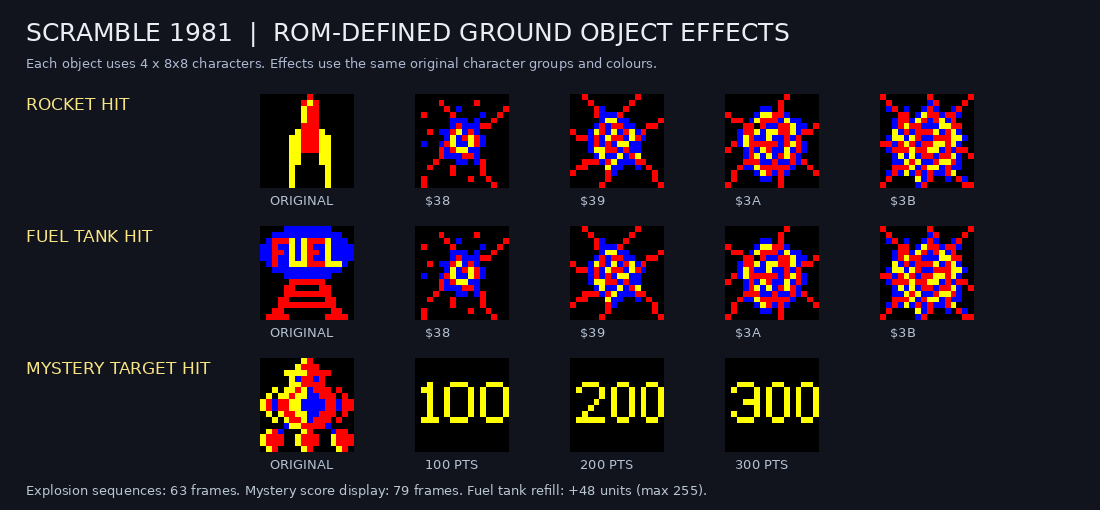 SCRAMBLE 1981 | ROM-DEFINED GROUND OBJECT EFFECTS
Each object uses 4 x 8x8 characters. Effects use the same original character groups and colours.
ROCKET HIT
ORIGINAL $38 $39 $3A $3B
FUEL TANK HIT
FUEL
ORIGINAL $38 $39 $3A $3B
MYSTERY TARGET HIT
100 200 300
ORIGINAL 100 PTS 200 PTS 300 PTS
Explosion sequences: 63 frames. Mystery score display: 79 frames. Fuel tank refill: +48 units (max 255).